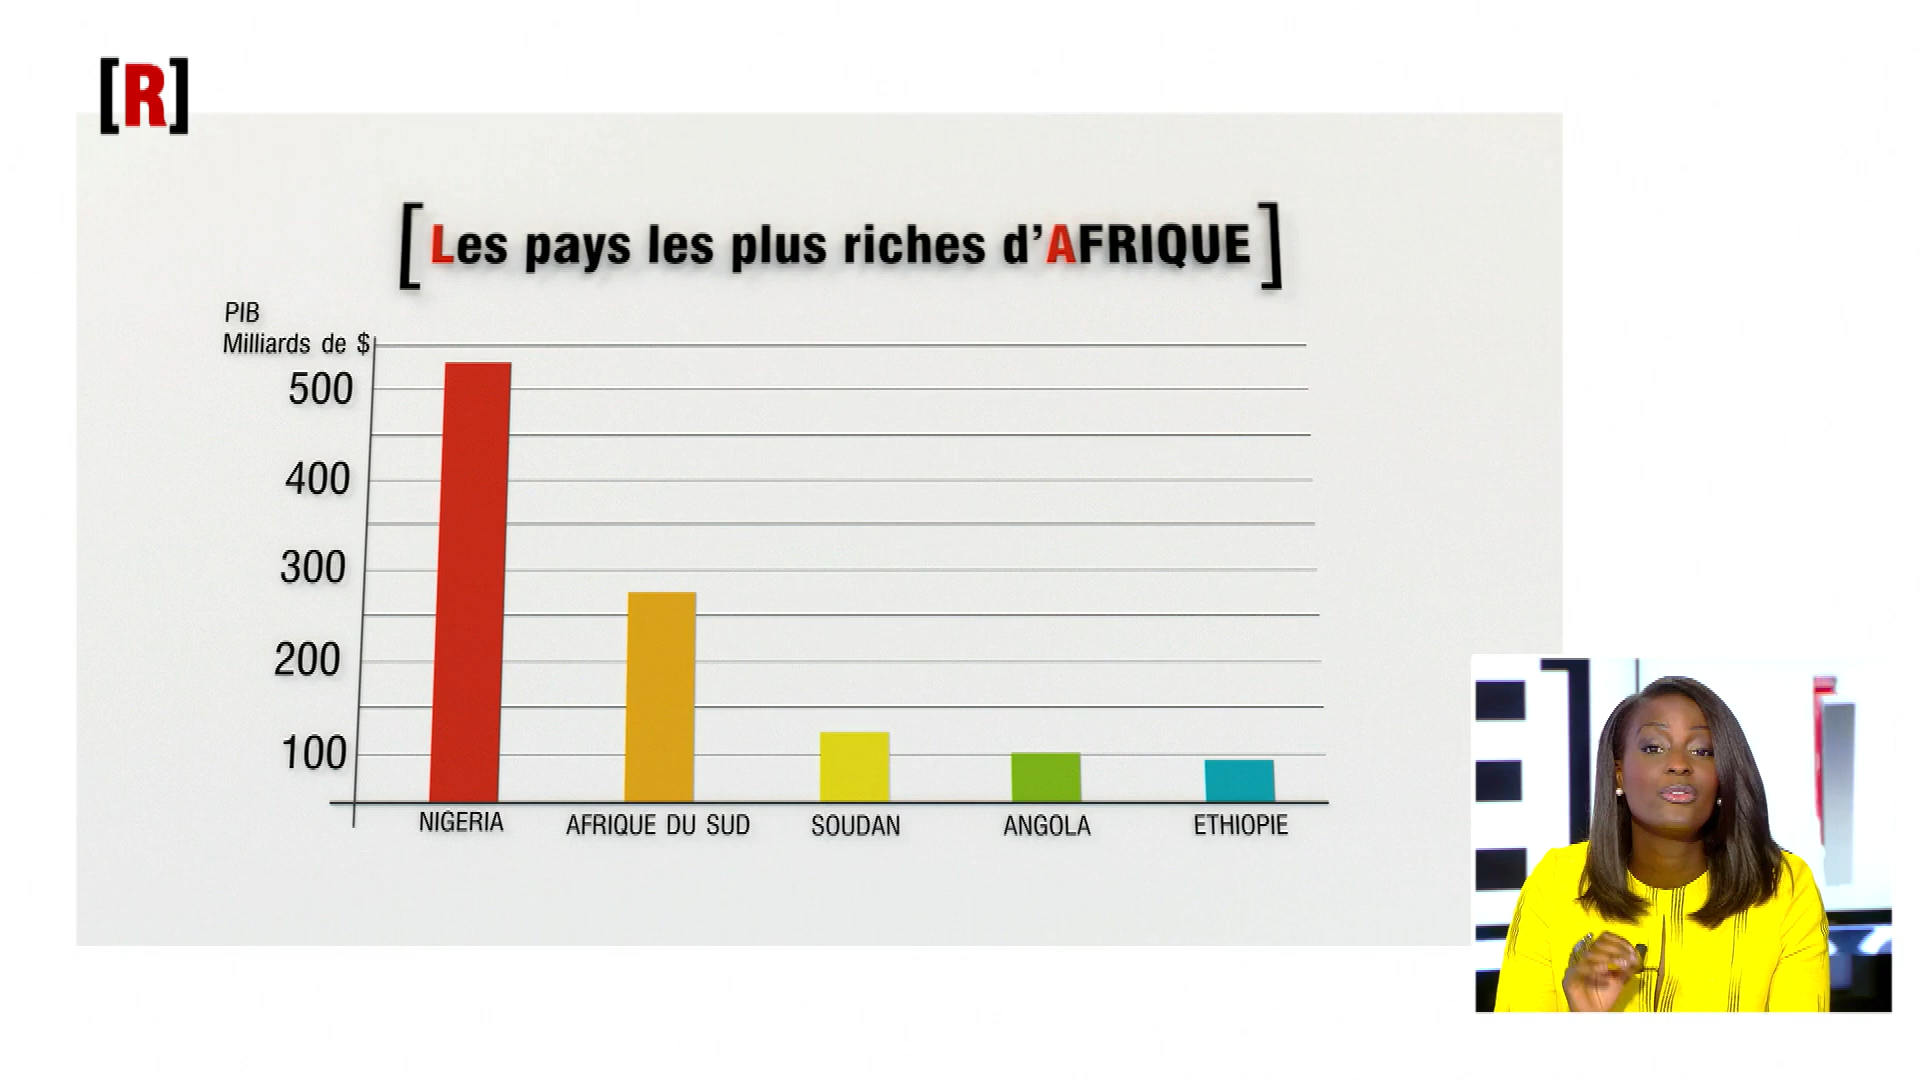 [R]
[Les pays les plus riches d'AFRIQUE]
PIB
Milliards de $
500
400
300
200
100
NIGERIA
AFRIQUE DU SUD
SOUDAN
ANGOLA
ETHIOPIE